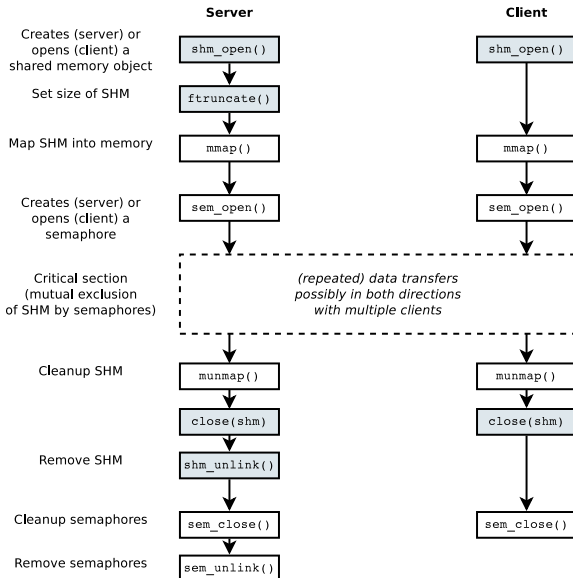 Server
Client
Creates (server) or
opens (client) a
shared memory object
shm_open()
shm_open()
Set size of SHM
ftruncate()
Map SHM into memory
mmap()
mmap()
Creates (server) or
opens (client) a
semaphore
sem_open()
sem_open()
Critical section
(mutual exclusion
of SHM by semaphores)
(repeated) data transfers
possibly in both directions
with multiple clients
Cleanup SHM
munmap()
munmap()
close(shm)
close(shm)
Remove SHM
shm_unlink()
Cleanup semaphores
sem_close()
sem_close()
Remove semaphores
sem_unlink()